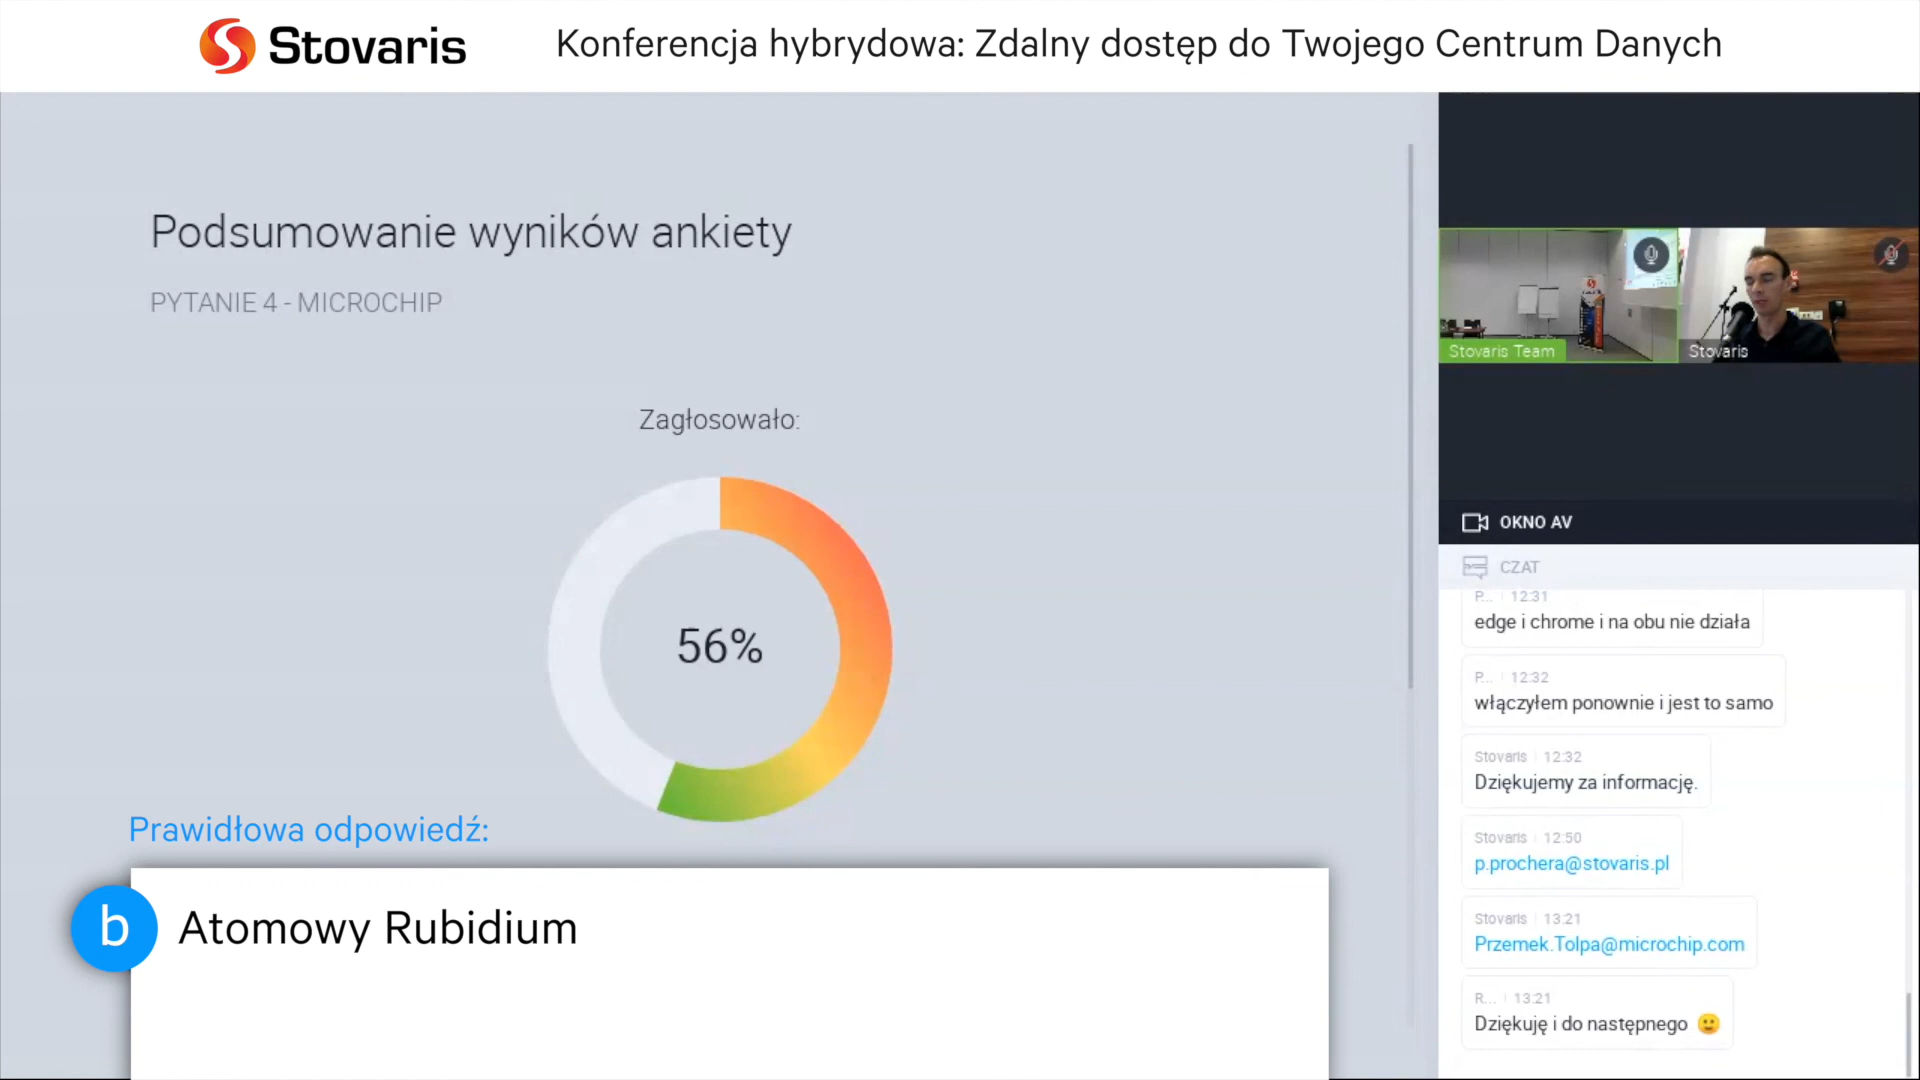 Stovaris
Konferencja hybrydowa: Zdalny dostęp do Twojego Centrum Danych
Podsumowanie wyników ankiety
PYTANIE 4 - MICROCHIP
Zagłosowało:
56%
Prawidłowa odpowiedź:
b
Atomowy Rubidium
Stovaris Team
Stovaris
OKNO AV
CZAT
P... 12:31
edge i chrome i na obu nie działa
P... 12:32
włączyłem ponownie i jest to samo
Stovaris 12:32
Dziękujemy za informację.
Stovaris 12:50
p.prochera@stovaris.pl
Stovaris 13:21
Przemek.Tolpa@microchip.com
R... 13:21
Dziękuję i do następnego 🙂